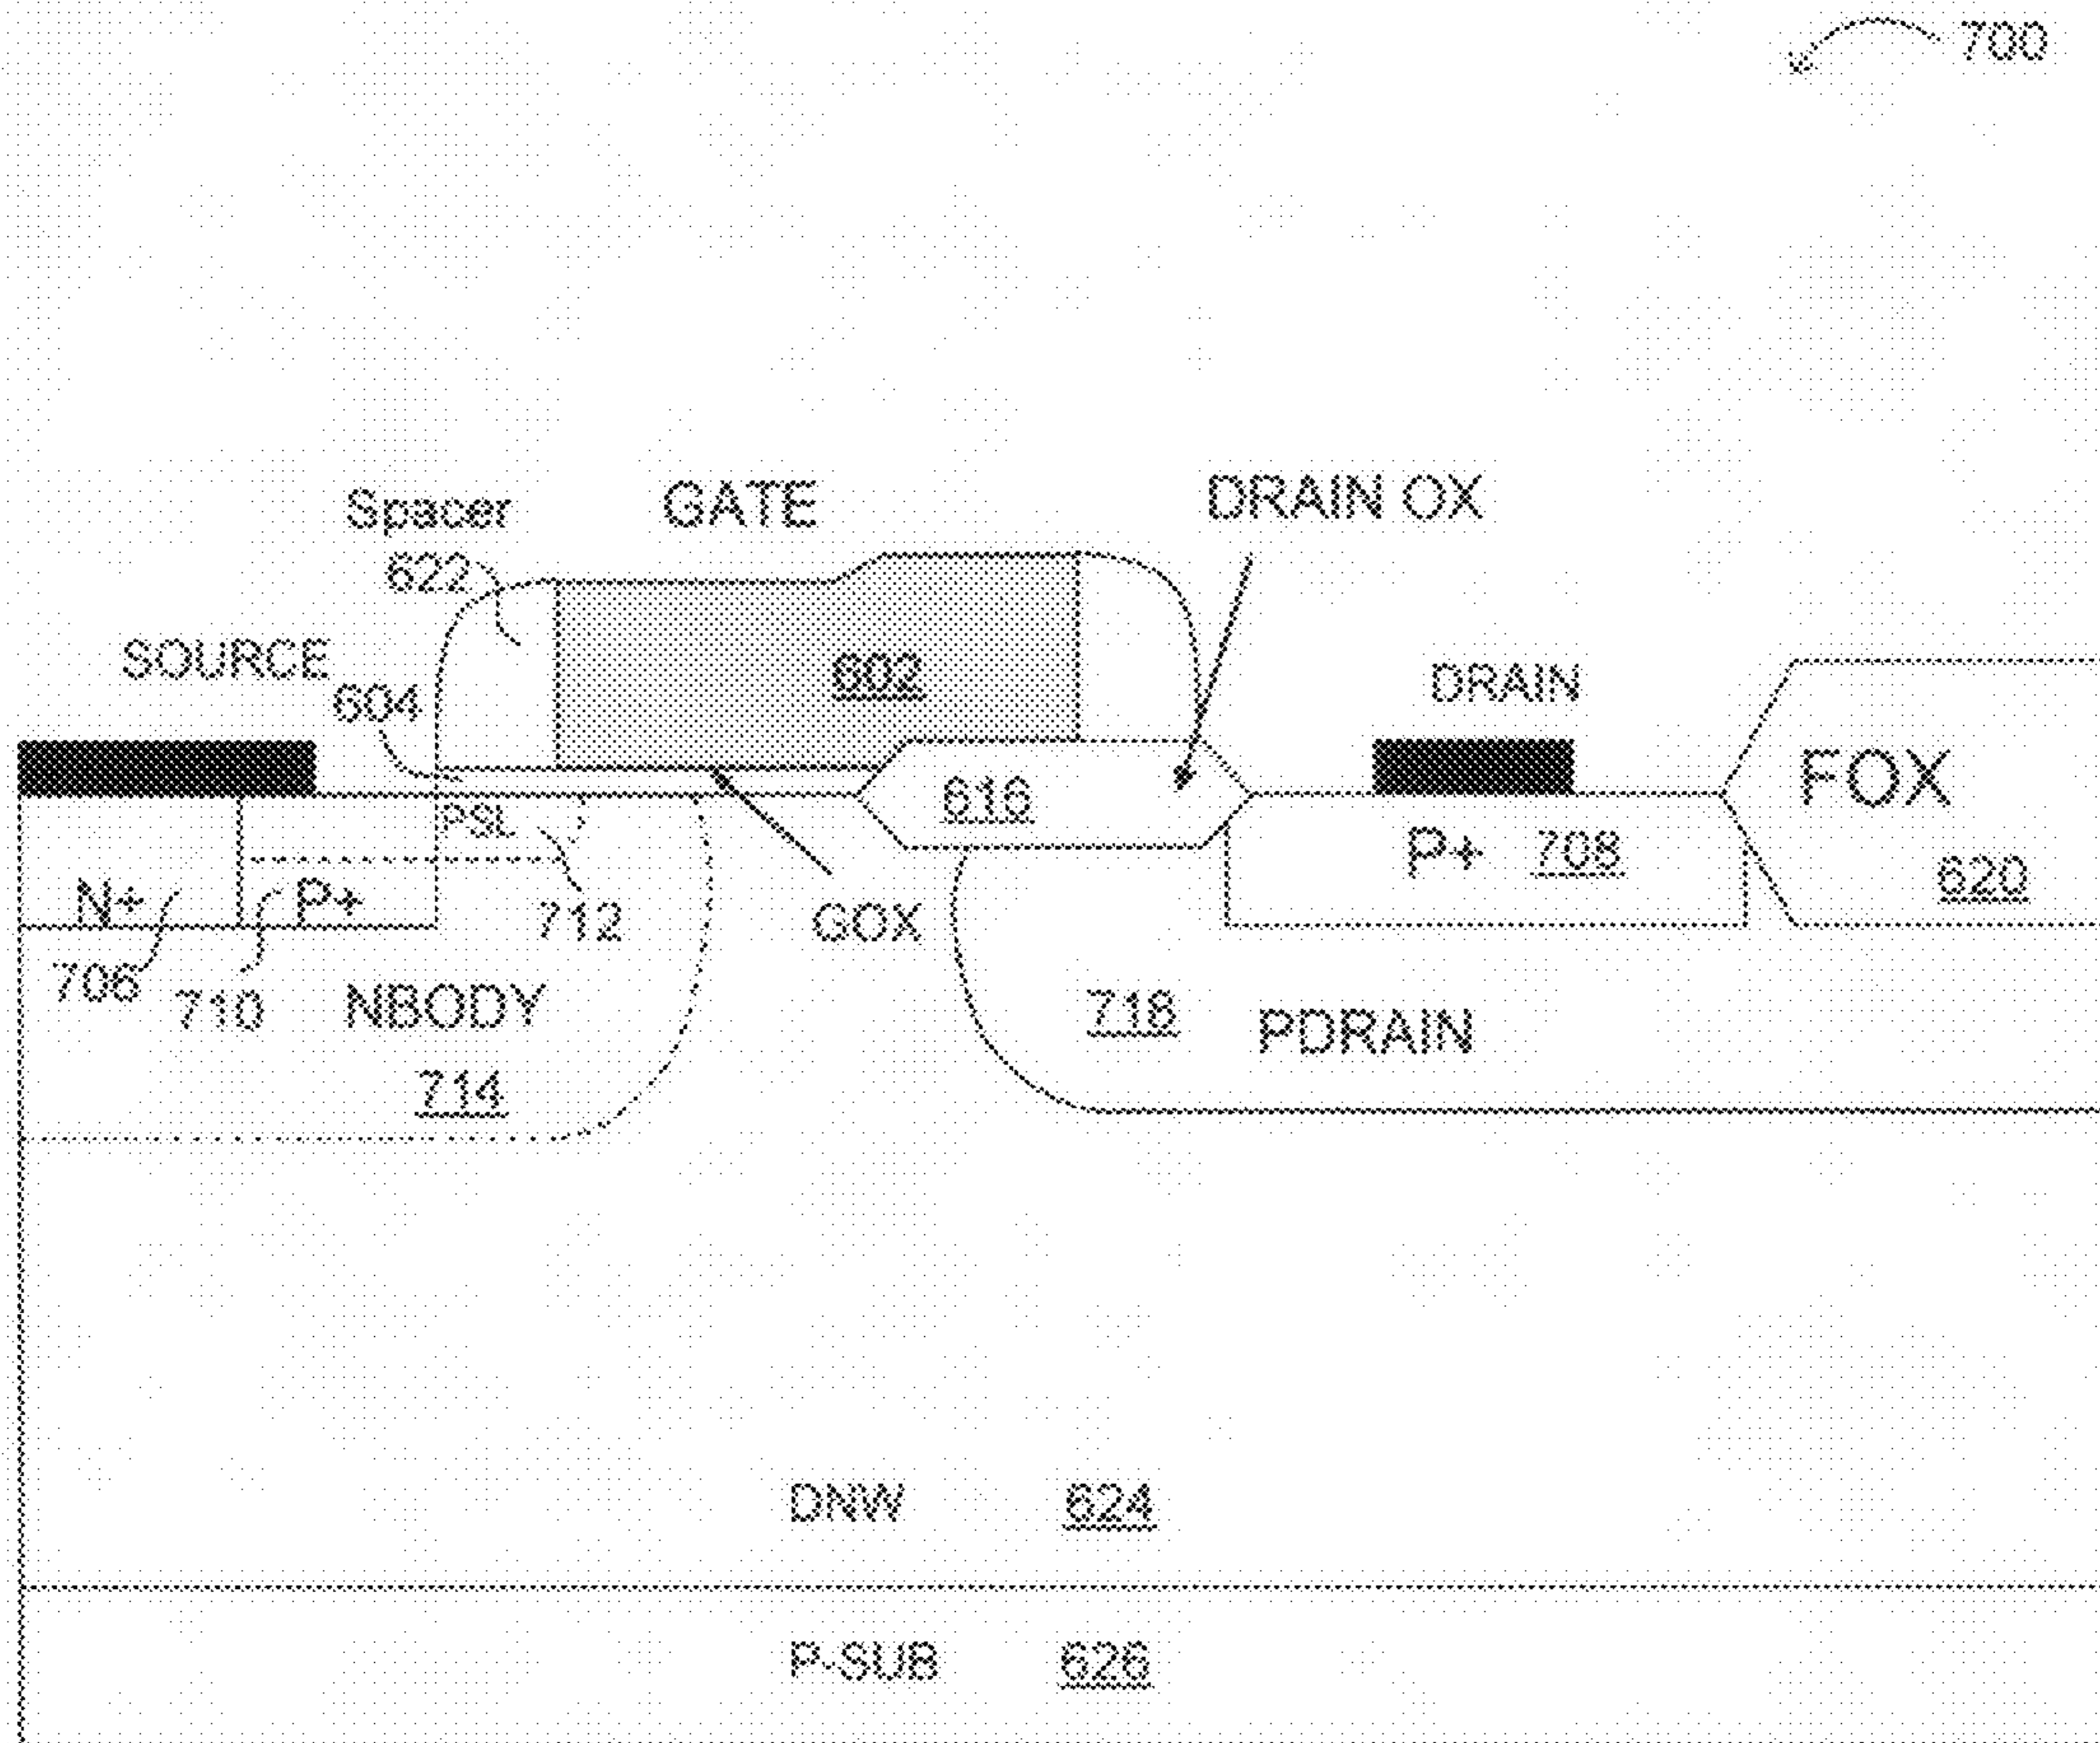 700
Spacer
GATE
DRAIN OX
622
SOURCE
602
DRAIN
604
616
FOX
PSL
P+ 708
620
N+
P+
712
GOX
706
710
NBODY
716
PDRAIN
714
DNW 624
P-SUB 626